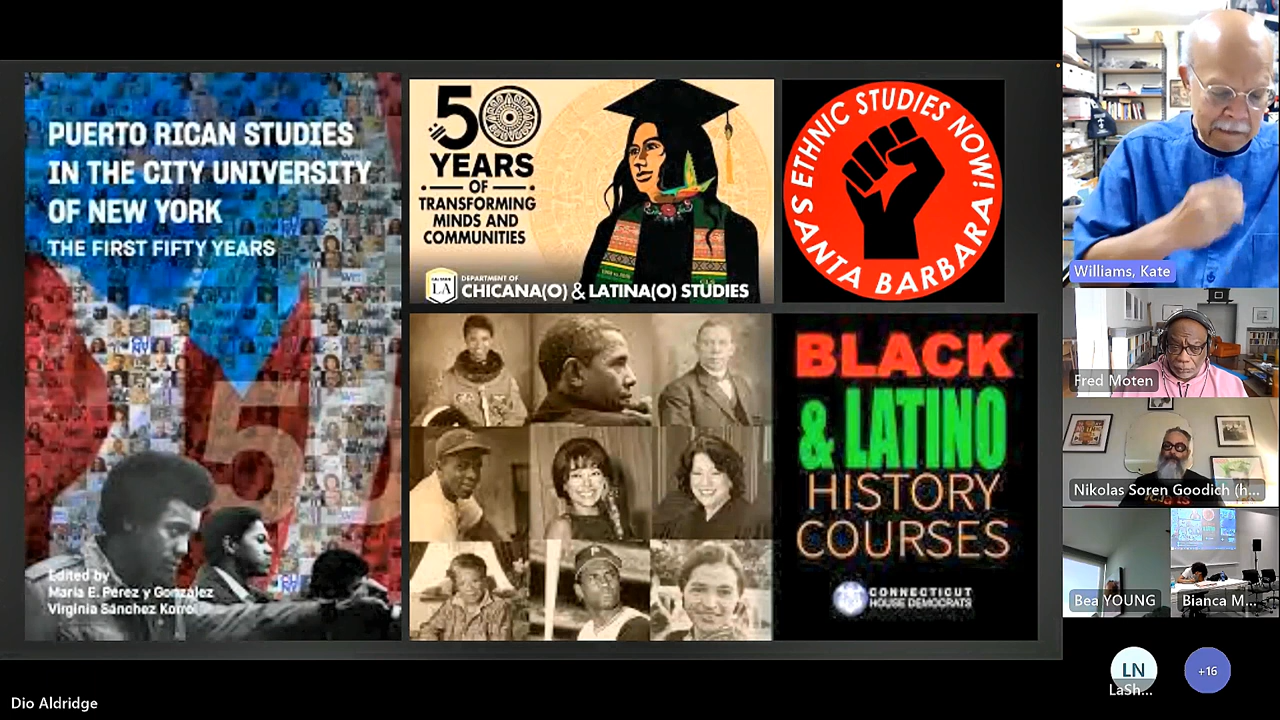 PUERTO RICAN STUDIES
IN THE CITY UNIVERSITY
OF NEW YORK
THE FIRST FIFTY YEARS
50
Edited by
María E. Pérez y González
Virginia Sánchez Korrol
50
YEARS
OF
TRANSFORMING
MINDS AND
COMMUNITIES
LA
DEPARTMENT OF
CHICANA(O) & LATINA(O) STUDIES
ETHNIC STUDIES NOW!
SANTA BARBARA
BLACK
& LATINO
HISTORY
COURSES
CONNECTICUT
HOUSE DEMOCRATS
Williams, Kate
Fred Moten
Nikolas Soren Goodich (h...
Bea YOUNG
Bianca M...
LN
LaSh...
+16
Dio Aldridge